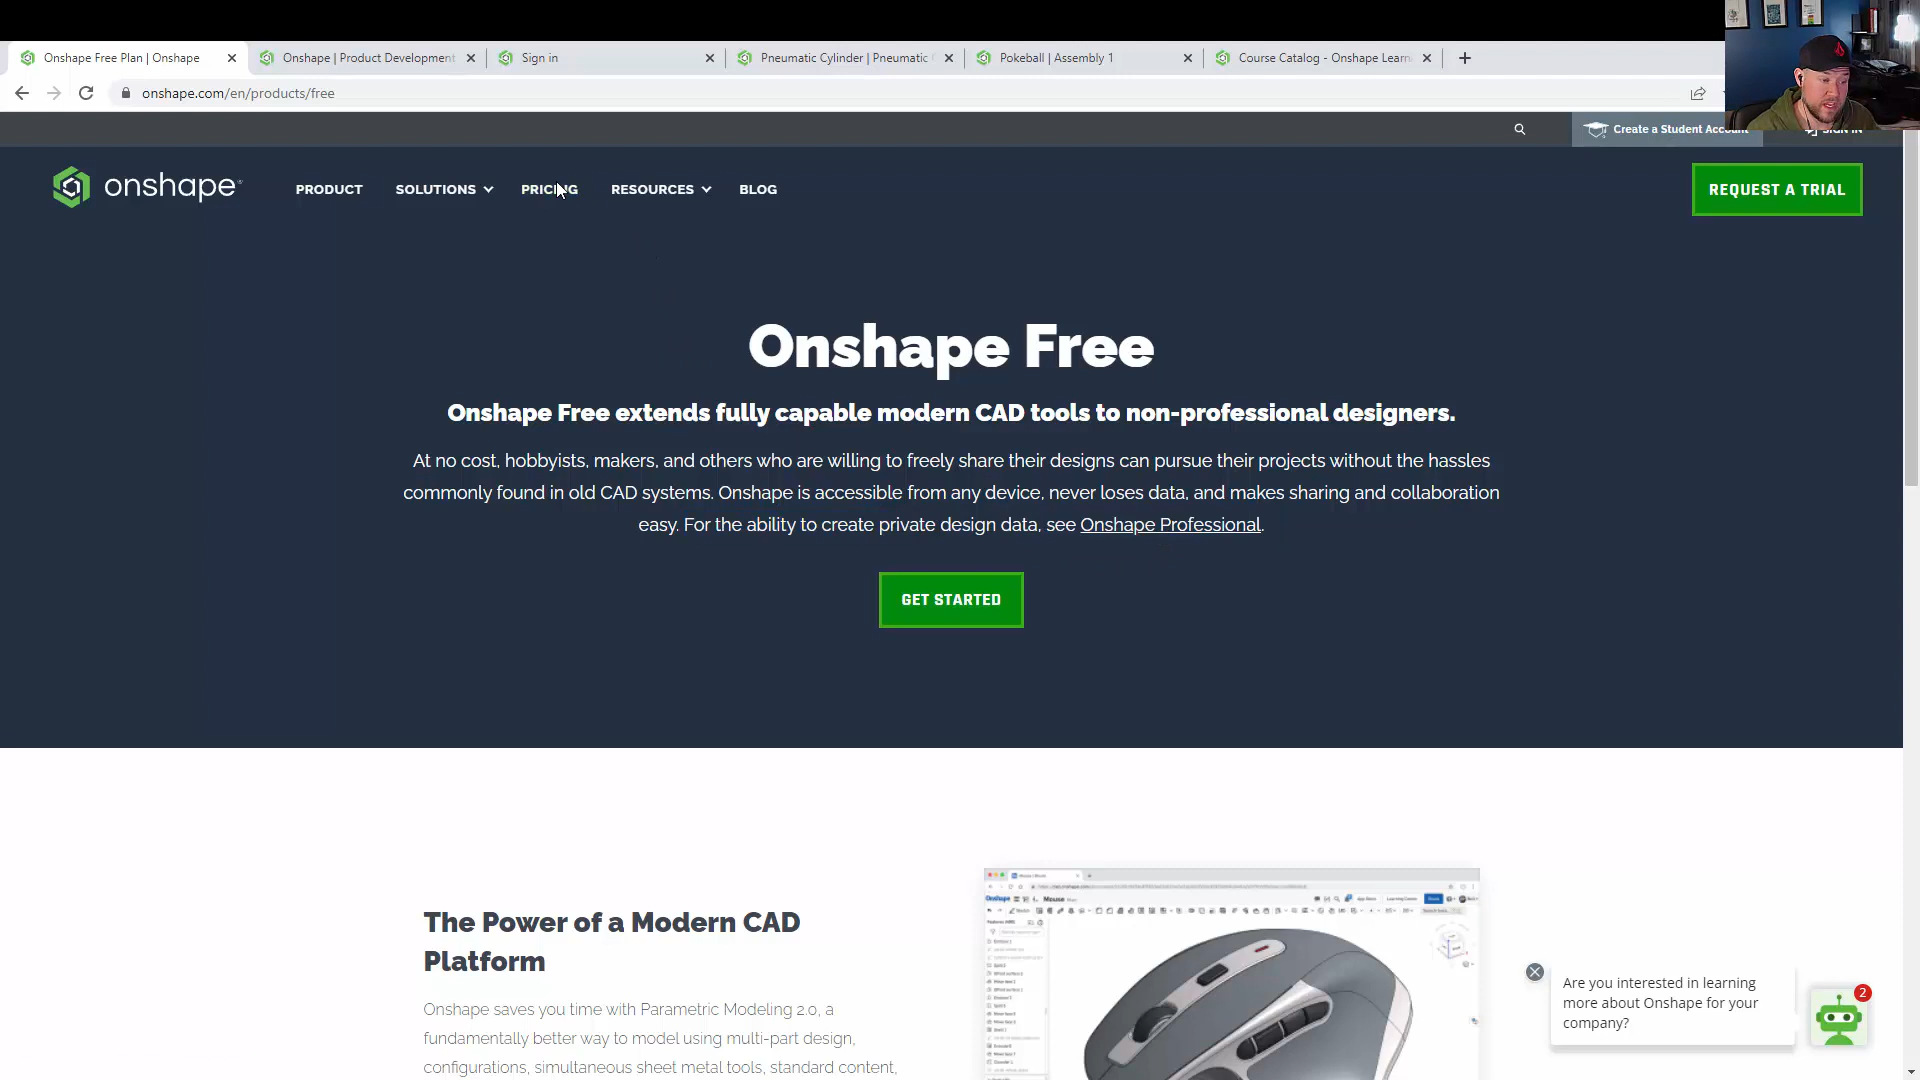 Onshape Free Plan | Onshape
Onshape | Product Development
Sign in
Pneumatic Cylinder | Pneumatic
Pokeball | Assembly 1
Course Catalog - Onshape Learn
onshape.com/en/products/free
Create a Student Account
SIGN IN
onshape
PRODUCT
SOLUTIONS
PRICING
RESOURCES
BLOG
REQUEST A TRIAL
Onshape Free
Onshape Free extends fully capable modern CAD tools to non-professional designers.
At no cost, hobbyists, makers, and others who are willing to freely share their designs can pursue their projects without the hassles
commonly found in old CAD systems. Onshape is accessible from any device, never loses data, and makes sharing and collaboration
easy. For the ability to create private design data, see Onshape Professional.
GET STARTED
The Power of a Modern CAD
Platform
Onshape saves you time with Parametric Modeling 2.0, a
fundamentally better way to model using multi-part design,
configurations, simultaneous sheet metal tools, standard content,
Onshape
Mouse
Are you interested in learning
more about Onshape for your
company?
2